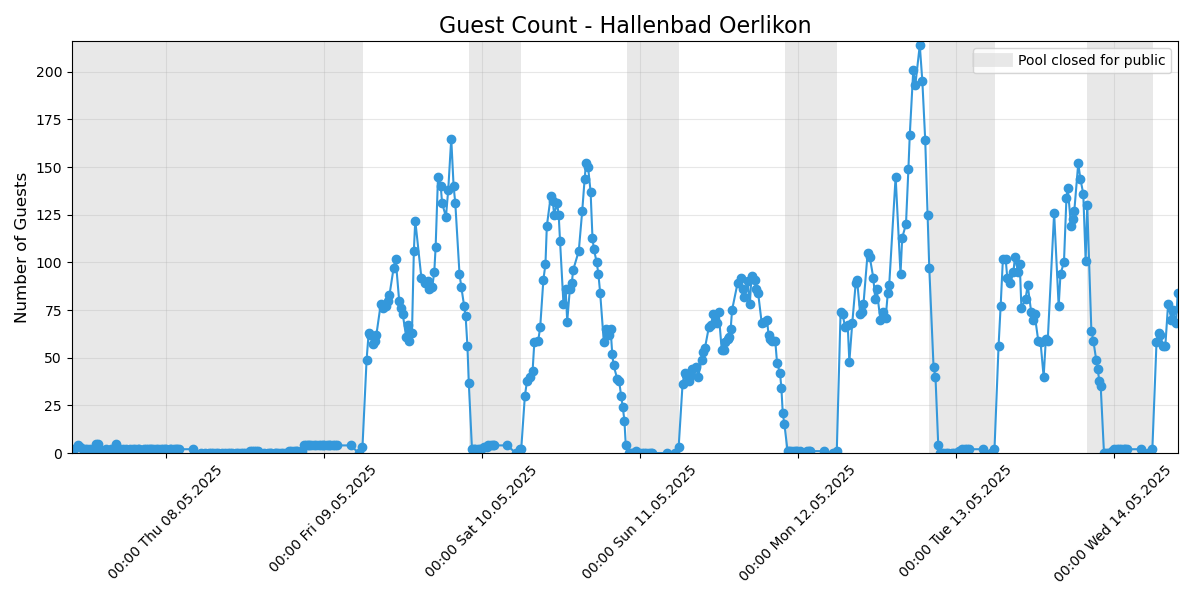 Guest Count - Hallenbad Oerlikon
Pool closed for public
Number of Guests
200
175
150
125
100
75
50
25
0
00:00 Thu 08.05.2025
00:00 Fri 09.05.2025
00:00 Sat 10.05.2025
00:00 Sun 11.05.2025
00:00 Mon 12.05.2025
00:00 Tue 13.05.2025
00:00 Wed 14.05.2025